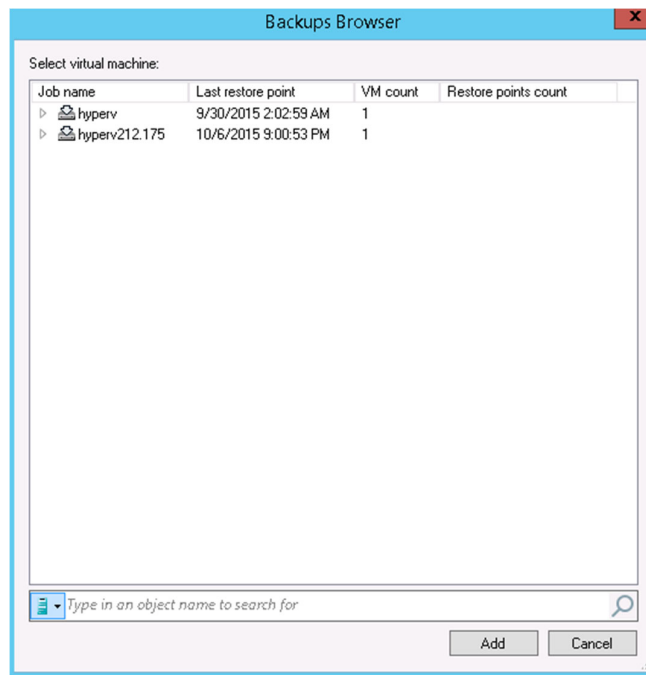 Backups Browser
x
Select virtual machine:
Job name Last restore point VM count Restore points count
hyperv 9/30/2015 2:02:59 AM 1
hyperv212.175 10/6/2015 9:00:53 PM 1
Type in an object name to search for
Add Cancel